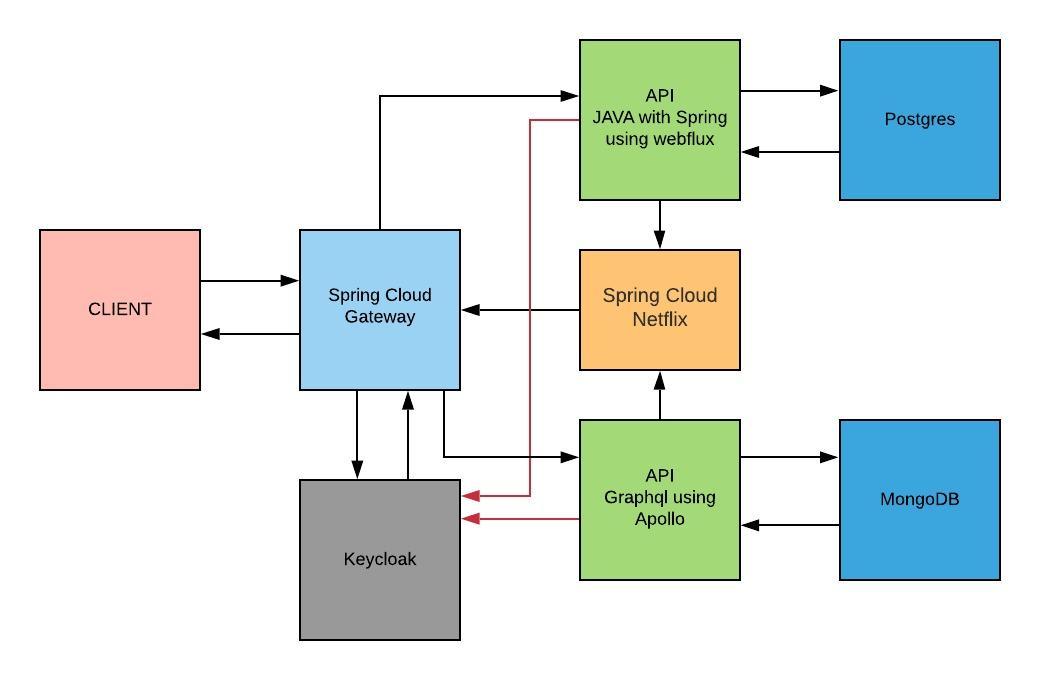 API
JAVA with Spring
using webflux
Postgres
CLIENT
Spring Cloud
Gateway
Spring Cloud
Netflix
API
Graphql using
Apollo
MongoDB
Keycloak